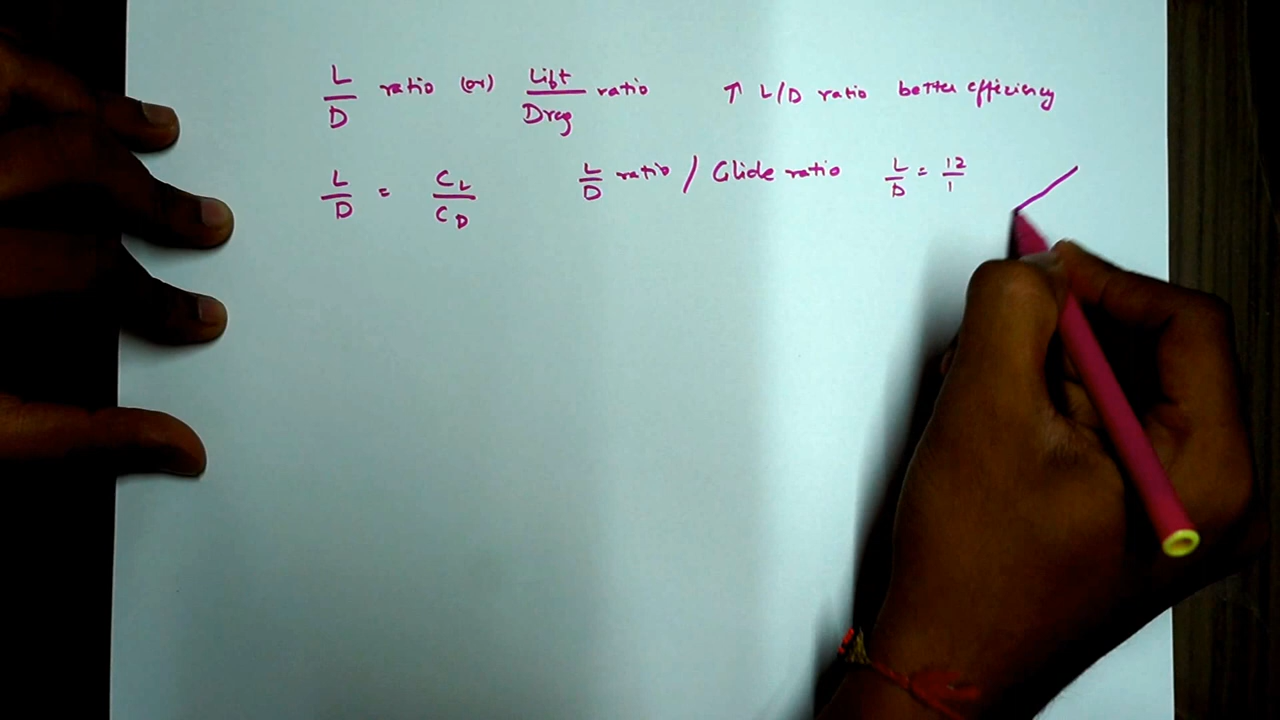 L/D ratio (or) Lift/Drag ratio ↑ L/D ratio better efficiency
L/D = CL/CD L/D ratio / Glide ratio L/D = 12/1